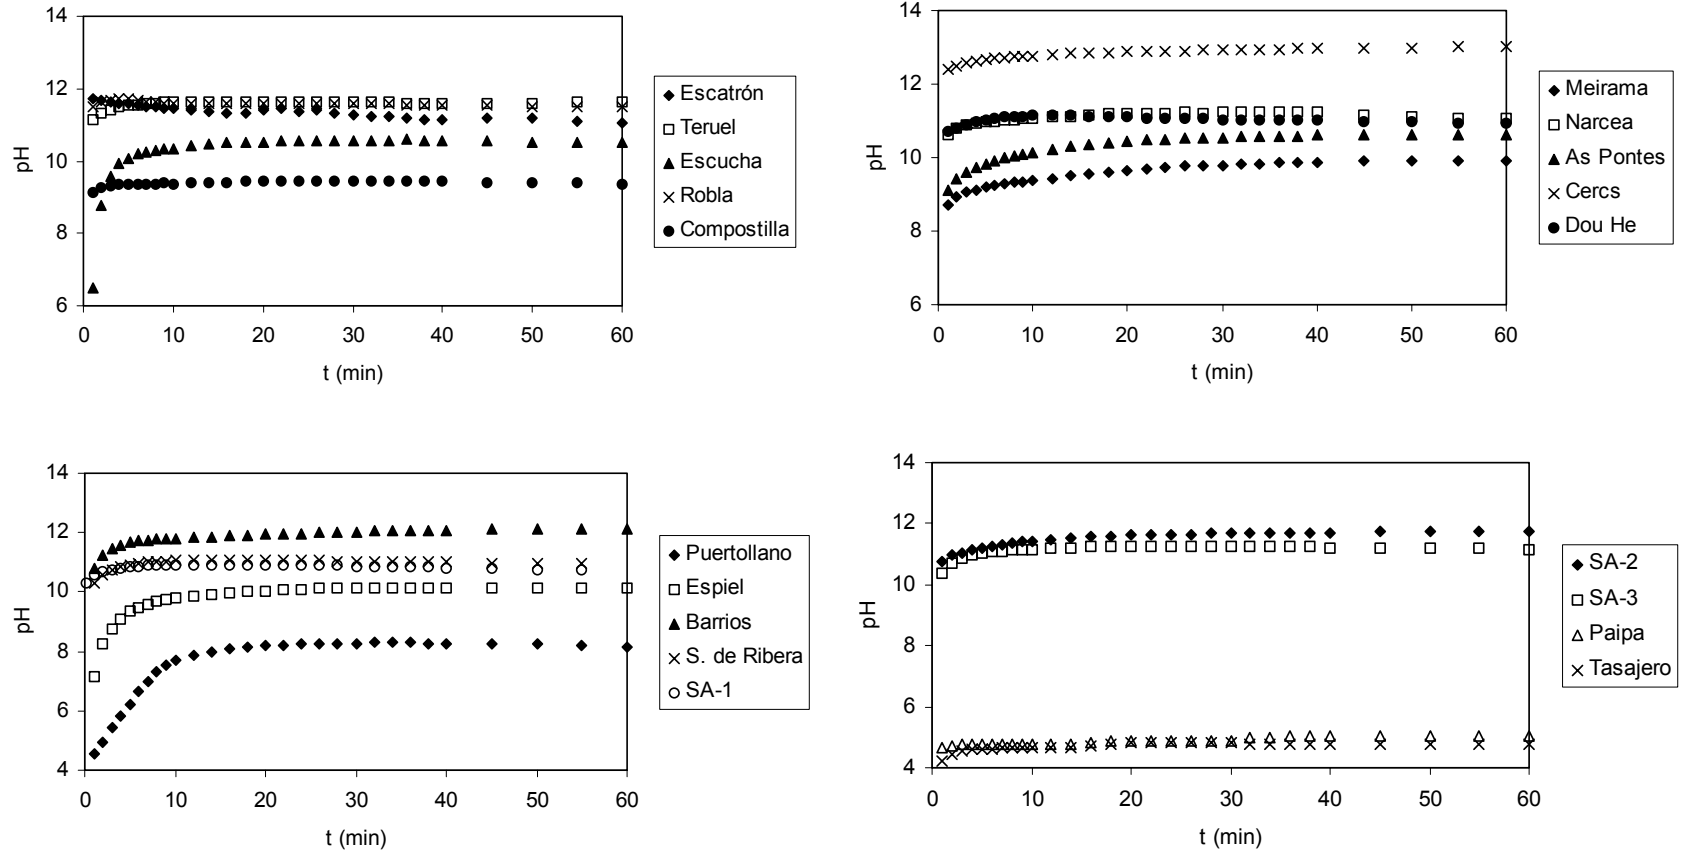 14
12
10
8
6
pH
0 10 20 30 40 50 60
t (min)
Escatrón
Teruel
Escucha
Robla
Compostilla
14
12
10
8
6
pH
0 10 20 30 40 50 60
t (min)
Meirama
Narcea
As Pontes
Cercs
Dou He
14
12
10
8
6
4
pH
0 10 20 30 40 50 60
t (min)
Puertollano
Espiel
Barrios
S. de Ribera
SA-1
14
12
10
8
6
4
pH
0 10 20 30 40 50 60
t (min)
SA-2
SA-3
Paipa
Tasajero